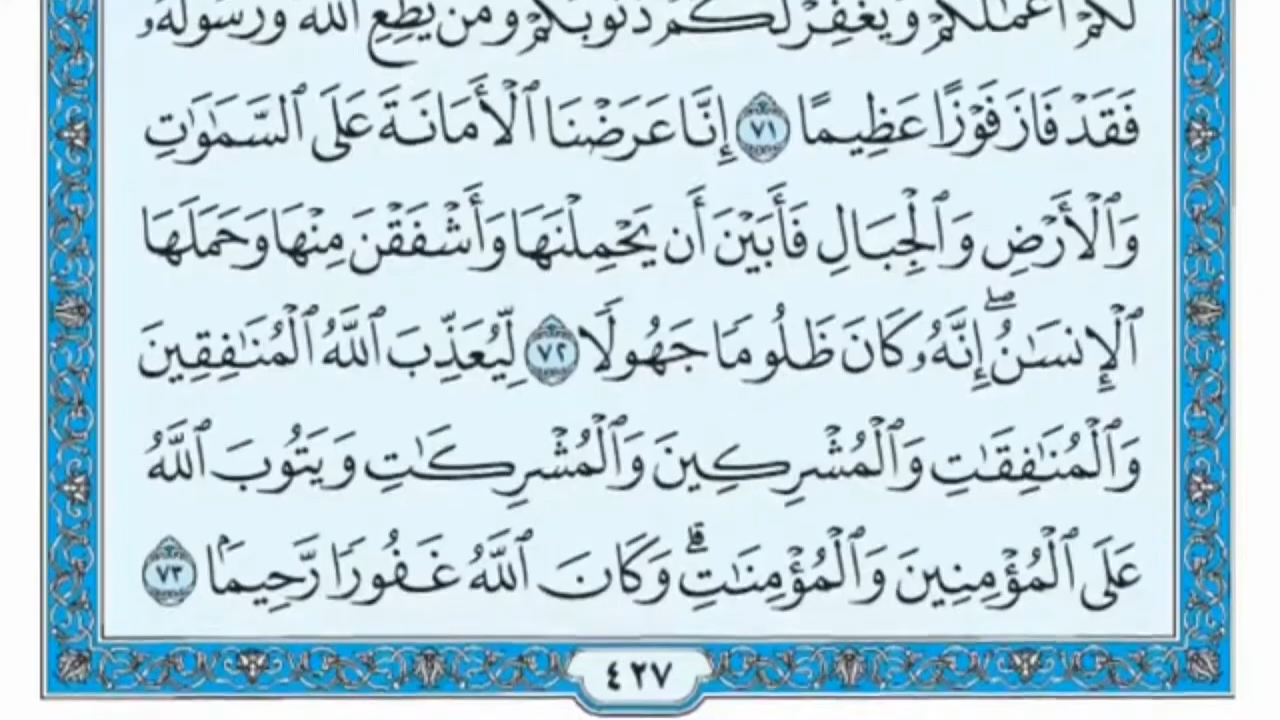 لَكُمْ أَعْمَٰلَكُمْ وَيَغْفِرْ لَكُمْ ذُنُوبَكُمْ وَمَن يُطِعِ ٱللَّهَ وَرَسُولَهُۥ
فَقَدْ فَازَ فَوْزًا عَظِيمًا ٧١ إِنَّا عَرَضْنَا ٱلْأَمَانَةَ عَلَى ٱلسَّمَٰوَٰتِ
وَٱلْأَرْضِ وَٱلْجِبَالِ فَأَبَيْنَ أَن يَحْمِلْنَهَا وَأَشْفَقْنَ مِنْهَا وَحَمَلَهَا
ٱلْإِنسَٰنُ ۖ إِنَّهُۥ كَانَ ظَلُومًا جَهُولًا ٧٢ لِّيُعَذِّبَ ٱللَّهُ ٱلْمُنَٰفِقِينَ
وَٱلْمُنَٰفِقَٰتِ وَٱلْمُشْرِكِينَ وَٱلْمُشْرِكَٰتِ وَيَتُوبَ ٱللَّهُ
عَلَى ٱلْمُؤْمِنِينَ وَٱلْمُؤْمِنَٰتِ ۗ وَكَانَ ٱللَّهُ غَفُورًا رَّحِيمًۢا ٧٣
٤٢٧